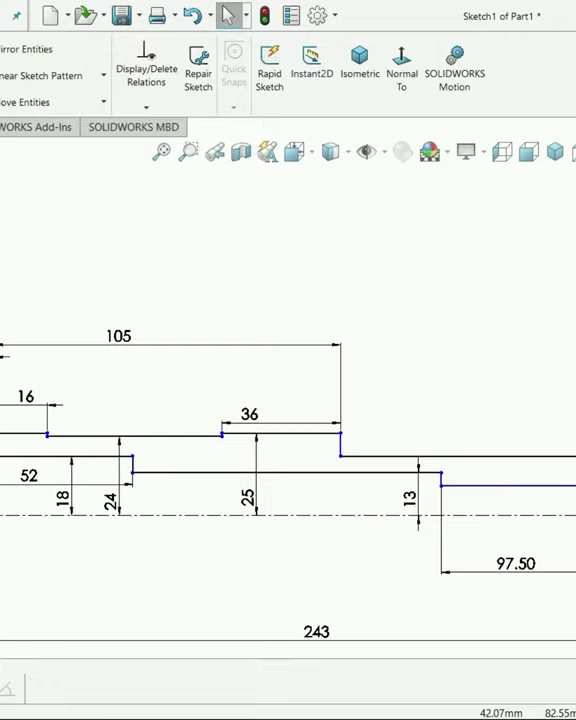 Sketch1 of Part1 *
irror Entities
near Sketch Pattern
ove Entities
Display/Delete
Relations
Repair
Sketch
Quick
Snaps
Rapid
Sketch
Instant2D
Isometric
Normal
To
SOLIDWORKS
Motion
WORKS Add-Ins
SOLIDWORKS MBD
105
16
36
52
18
24
25
13
97.50
243
42.07mm
82.55m